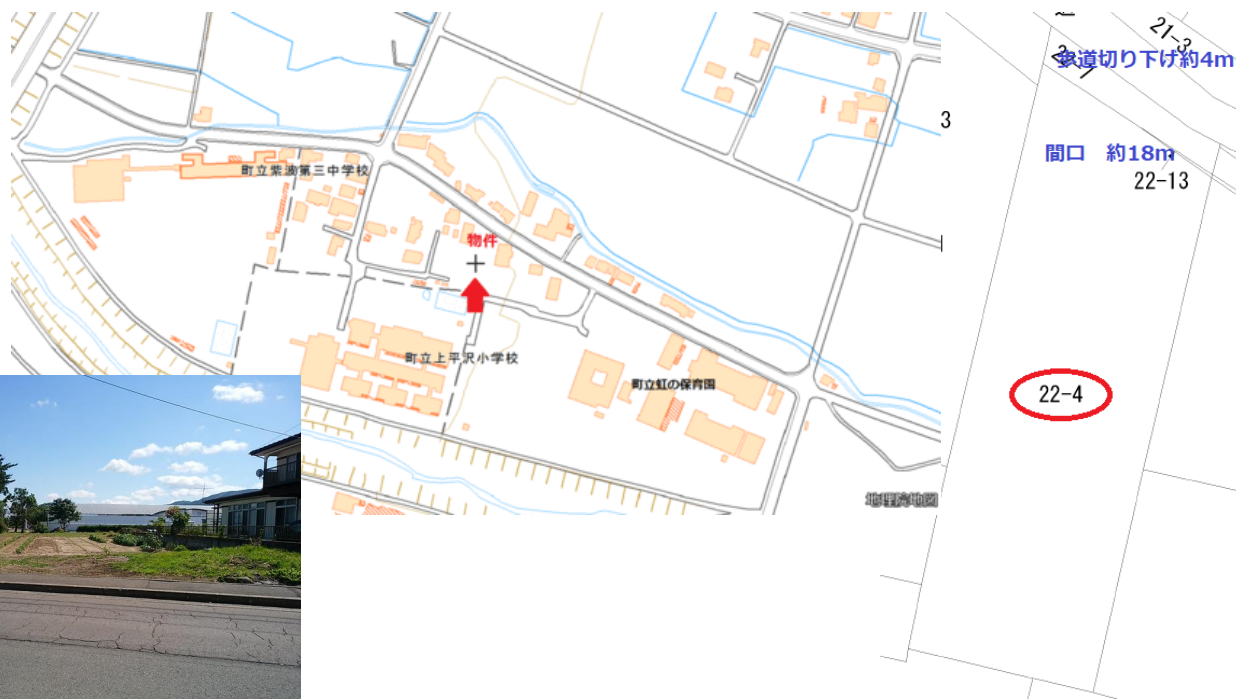 町立紫波第三中学校
物件
町立上平沢小学校
町立虹の保育園
地理院地図
21-3
歩道切り下げ約4m
3
間口　約18m
22-13
22-4